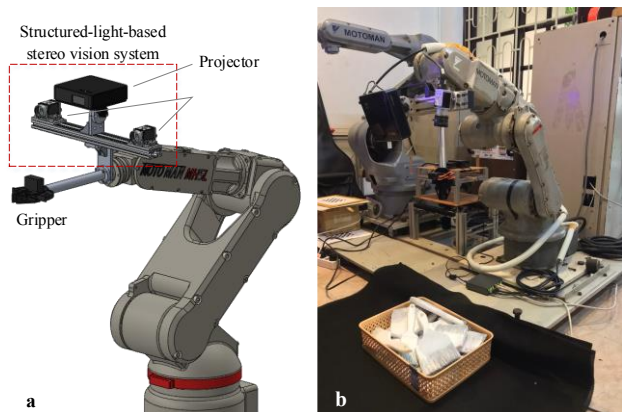 Structured-light-based
stereo vision system
Projector
MOTOMAN
Gripper
a
MOTOMAN
MOTOMAN
b